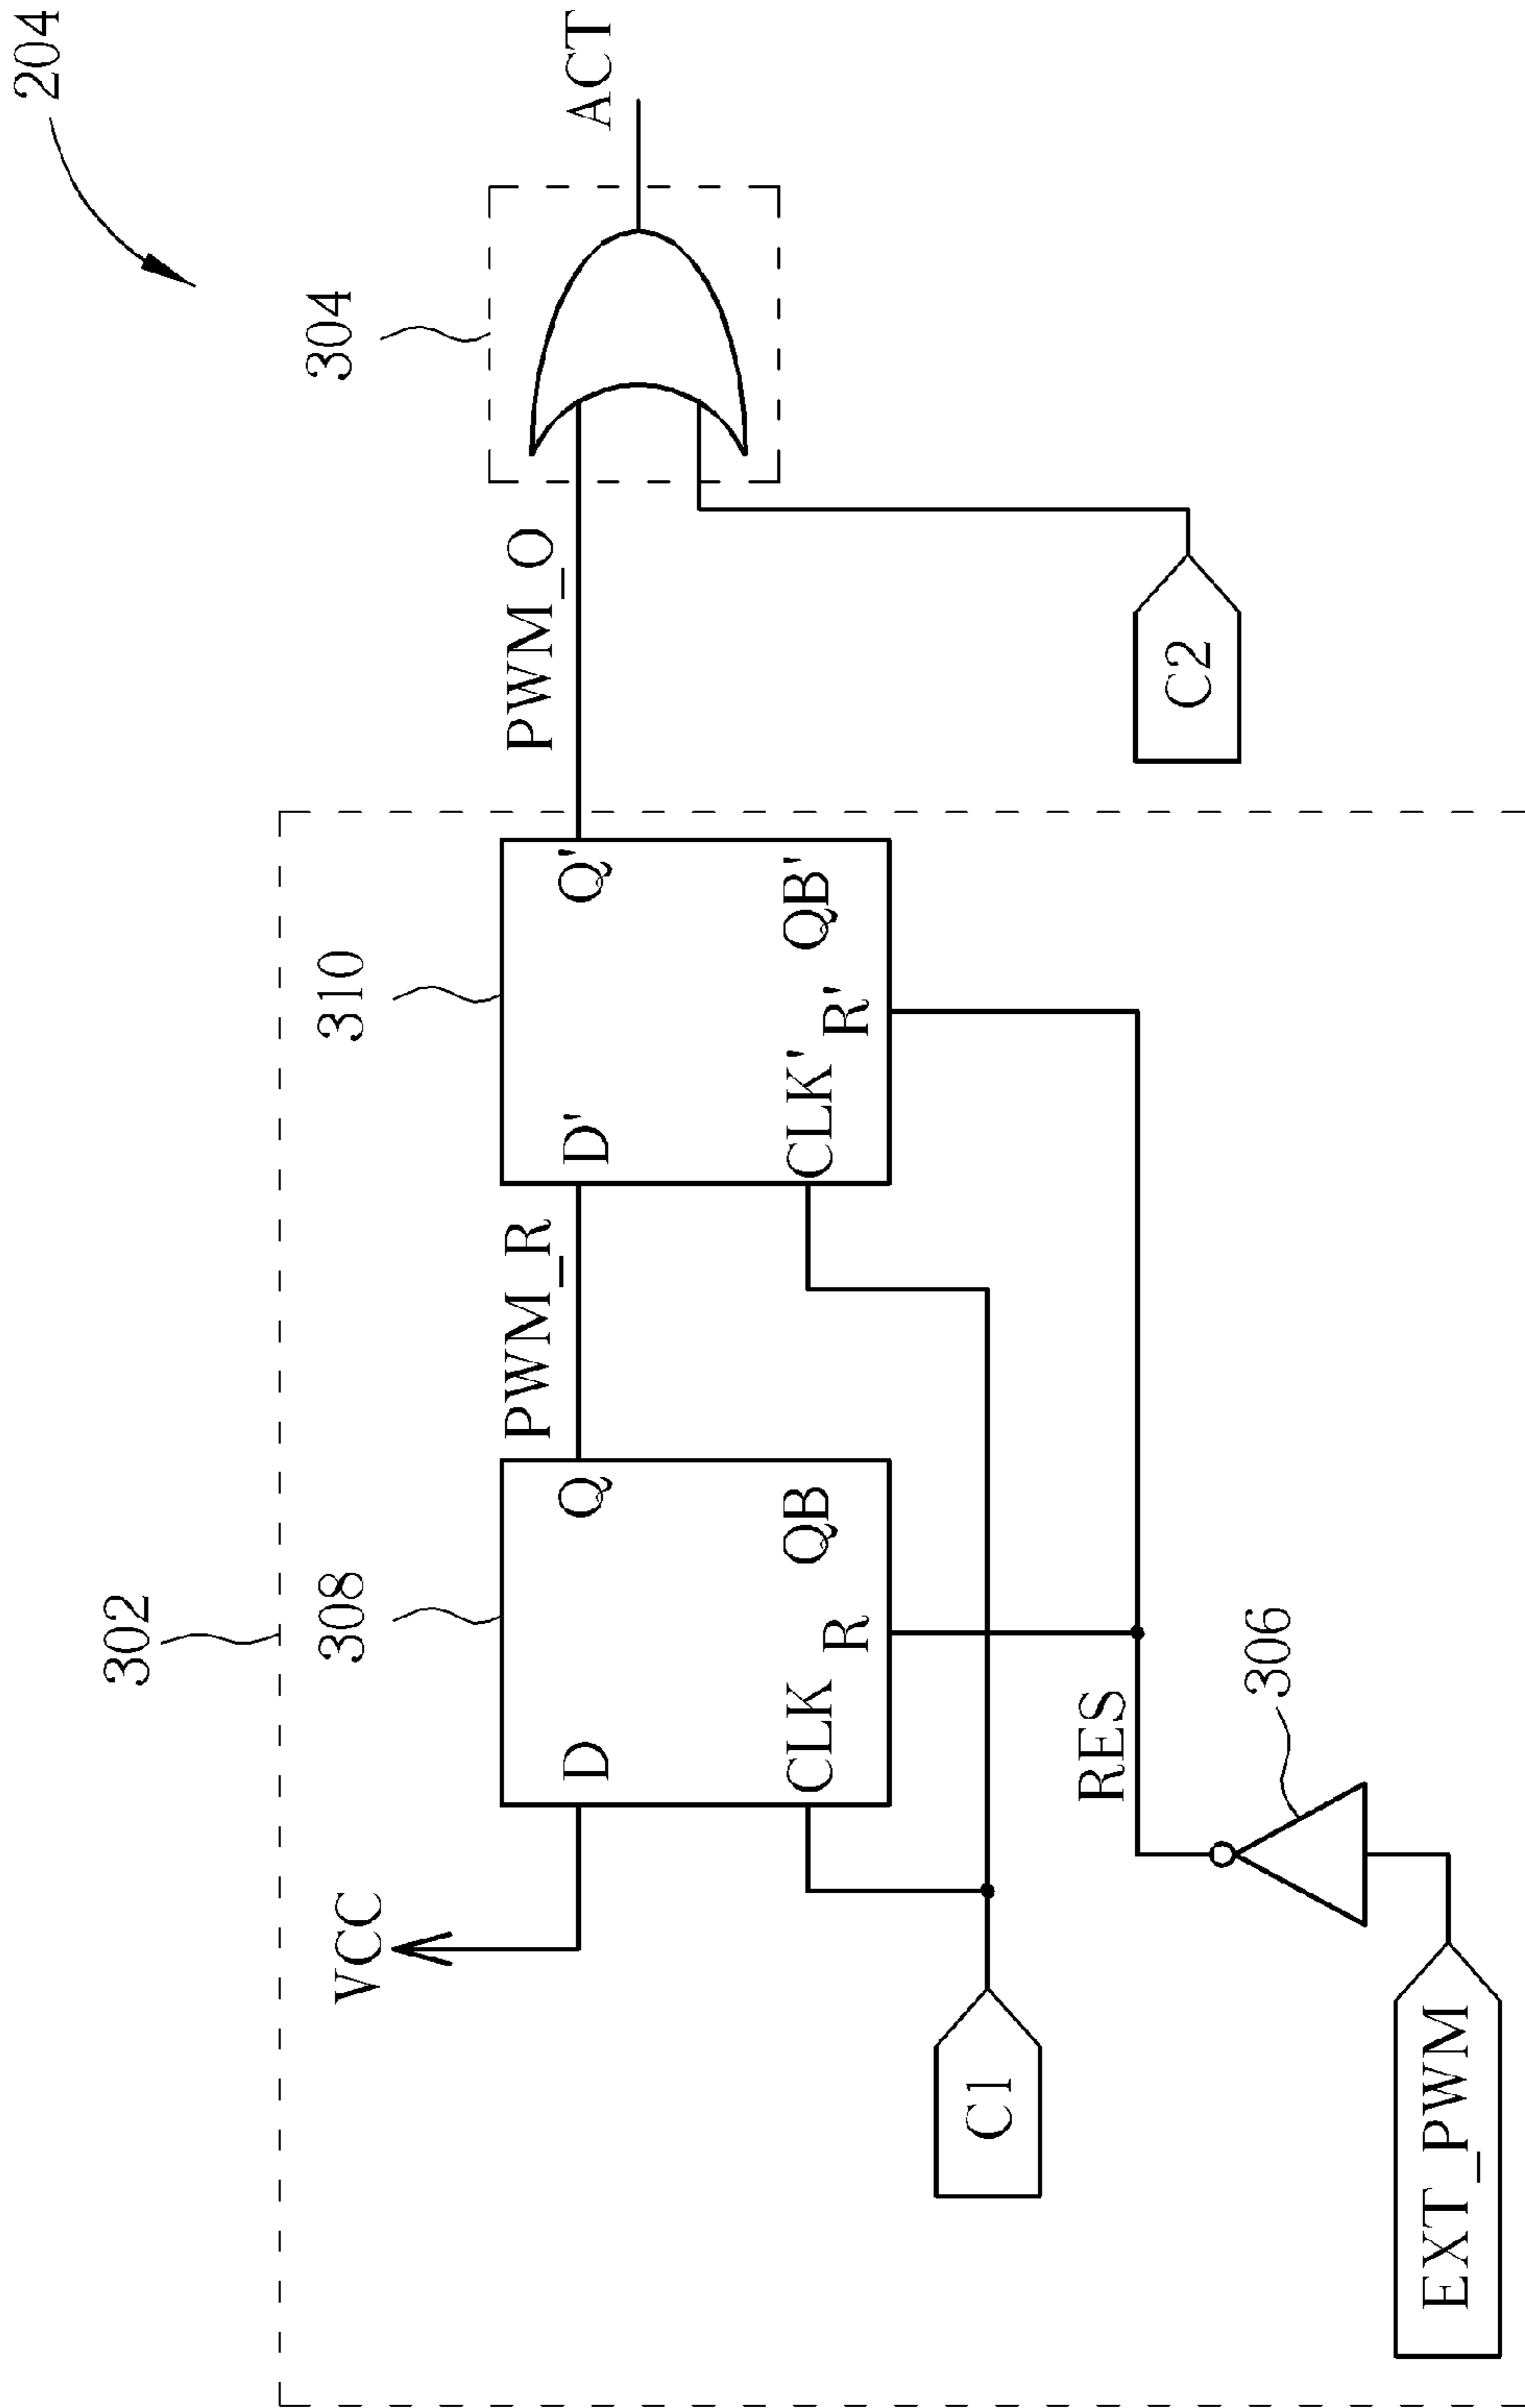 204
302
308
310
304
VCC
D
Q
CLK
R
QB
PWM_R
D'
Q'
CLK'
R'
QB'
PWM_O
ACT
C1
C2
RES
306
EXT_PWM